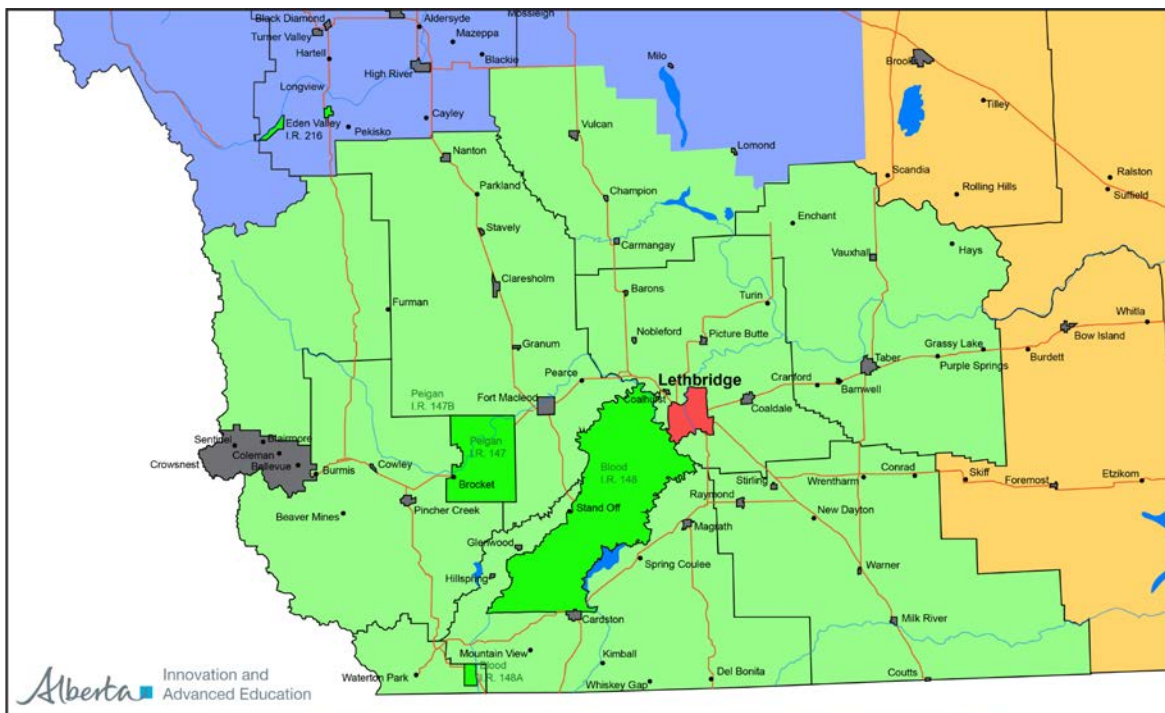 Mossleigh
Aldersyde
Black Diamond
Turner Valley
Mazeppa
Hartell
Blackie
High River
Milo
Brooks
Longview
Tilley
Eden Valley
I.R. 216
Pekisko
Cayley
Vulcan
Lomond
Nanton
Scandia
Ralston
Suffield
Parkland
Champion
Rolling Hills
Enchant
Stavely
Carmangay
Vauxhall
Hays
Claresholm
Barons
Turin
Furman
Whitla
Nobleford
Picture Butte
Bow Island
Granum
Grassy Lake
Burdett
Purple Springs
Taber
Pearce
Lethbridge
Cranford
Barnwell
Fort Macleod
Coalhurst
Coaldale
Peigan
I.R. 147B
Peigan
I.R. 147
Sentinel
Blairmore
Coleman
Crowsnest
Bellevue
Burmis
Cowley
Brocket
Blood
I.R. 148
Stirling
Wrentham
Conrad
Skiff
Foremost
Etzikom
Pincher Creek
Raymond
Beaver Mines
Stand Off
Magrath
New Dayton
Glenwood
Spring Coulee
Warner
Hillspring
Cardston
Milk River
Mountain View
Kimball
Blood
I.R. 148A
Waterton Park
Whiskey Gap
Del Bonita
Coutts
Alberta
Innovation and
Advanced Education